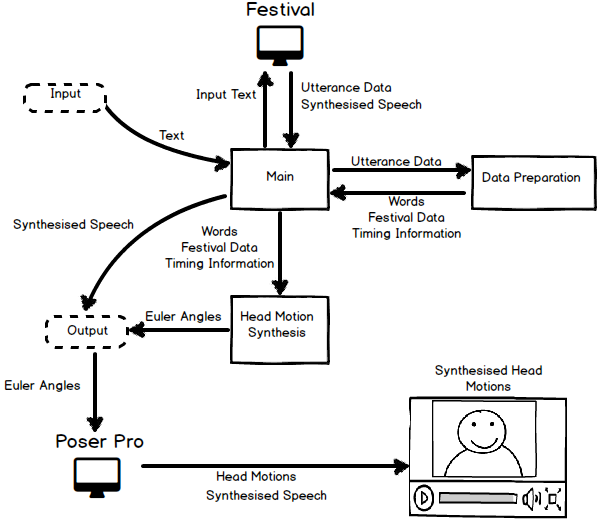 Festival
Input
Input Text
Utterance Data
Synthesised Speech
Text
Main
Utterance Data
Data Preparation
Words
Festival Data
Timing Information
Synthesised Speech
Words
Festival Data
Timing Information
Output
Euler Angles
Head Motion
Synthesis
Euler Angles
Poser Pro
Head Motions
Synthesised Speech
Synthesised Head
Motions